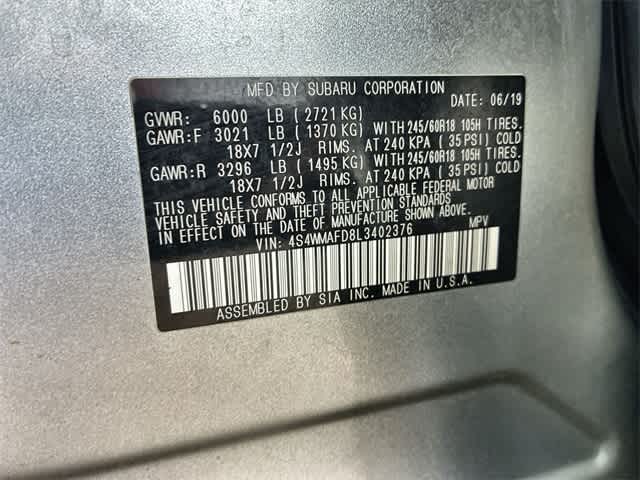 MFD BY SUBARU CORPORATION
DATE: 06/19
GVWR: 6000 LB ( 2721 KG)
GAWR:F 3021 LB ( 1370 KG) WITH 245/60R18 105H TIRES.
18X7 1/2J RIMS. AT 240 KPA ( 35 PSI) COLD
GAWR:R 3296 LB ( 1495 KG) WITH 245/60R18 105H TIRES.
18X7 1/2J RIMS. AT 240 KPA ( 35 PSI) COLD
THIS VEHICLE CONFORMS TO ALL APPLICABLE FEDERAL MOTOR
VEHICLE SAFETY AND THEFT PREVENTION STANDARDS
IN EFFECT ON THE DATE OF MANUFACTURE SHOWN ABOVE.
VIN: 4S4WMAFD8L3402376 MPV
ASSEMBLED BY SIA INC. MADE IN U.S.A.